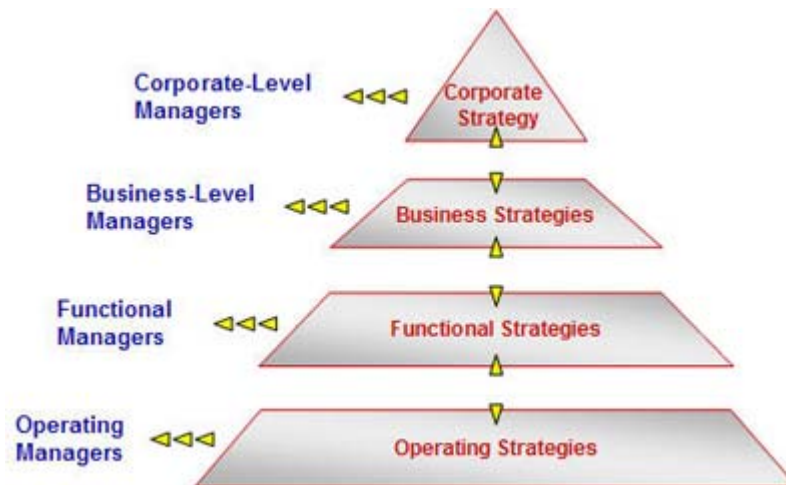 Corporate-Level
Managers
Corporate
Strategy
Business-Level
Managers
Business Strategies
Functional
Managers
Functional Strategies
Operating
Managers
Operating Strategies